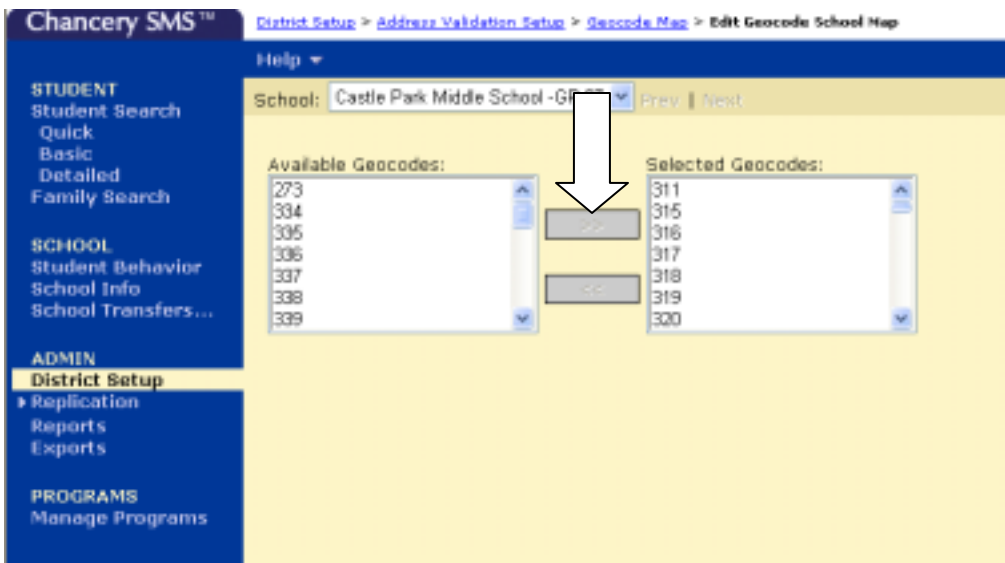 Chancery SMS™
District Setup > Address Validation Setup > Geocode Map > Edit Geocode School Map
Help
STUDENT
Student Search
Quick
Basic
Detailed
Family Search
SCHOOL
Student Behavior
School Info
School Transfers...
ADMIN
District Setup
Replication
Reports
Exports
PROGRAMS
Manage Programs
School: Castle Park Middle School -GR Prev | Next
Available Geocodes:
273
334
335
336
337
338
339
>>
<<
Selected Geocodes:
311
315
316
317
318
319
320